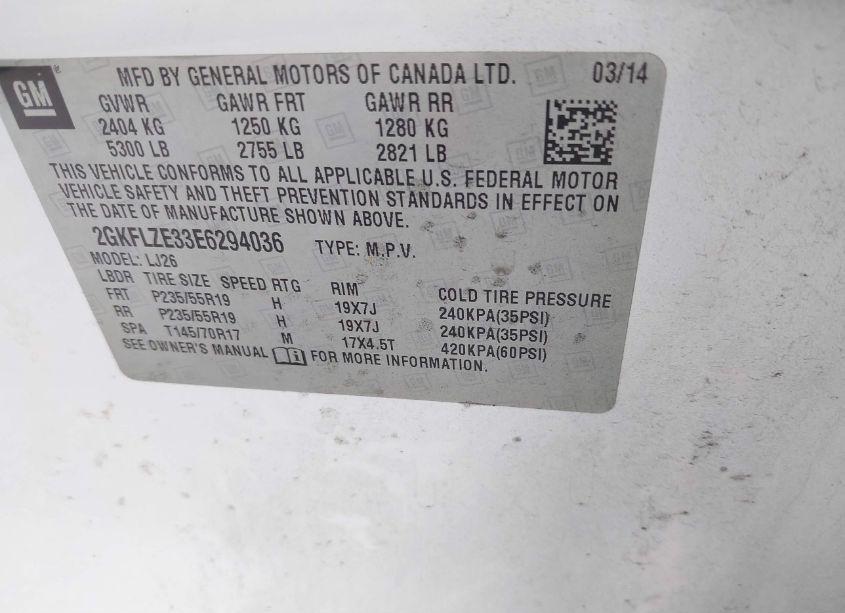 GM
MFD BY GENERAL MOTORS OF CANADA LTD. 03/14
GVWR GAWR FRT GAWR RR
2404 KG 1250 KG 1280 KG
5300 LB 2755 LB 2821 LB
THIS VEHICLE CONFORMS TO ALL APPLICABLE U.S. FEDERAL MOTOR
VEHICLE SAFETY AND THEFT PREVENTION STANDARDS IN EFFECT ON
THE DATE OF MANUFACTURE SHOWN ABOVE.
2GKFLZE33E6294036 TYPE: M.P.V.
MODEL: LJ26
LBDR TIRE SIZE SPEED RTG RIM COLD TIRE PRESSURE
FRT P235/55R19 H 19X7J 240KPA(35PSI)
RR P235/55R19 H 19X7J 240KPA(35PSI)
SPA T145/70R17 M 17X4.5T 420KPA(60PSI)
SEE OWNER'S MANUAL FOR MORE INFORMATION.